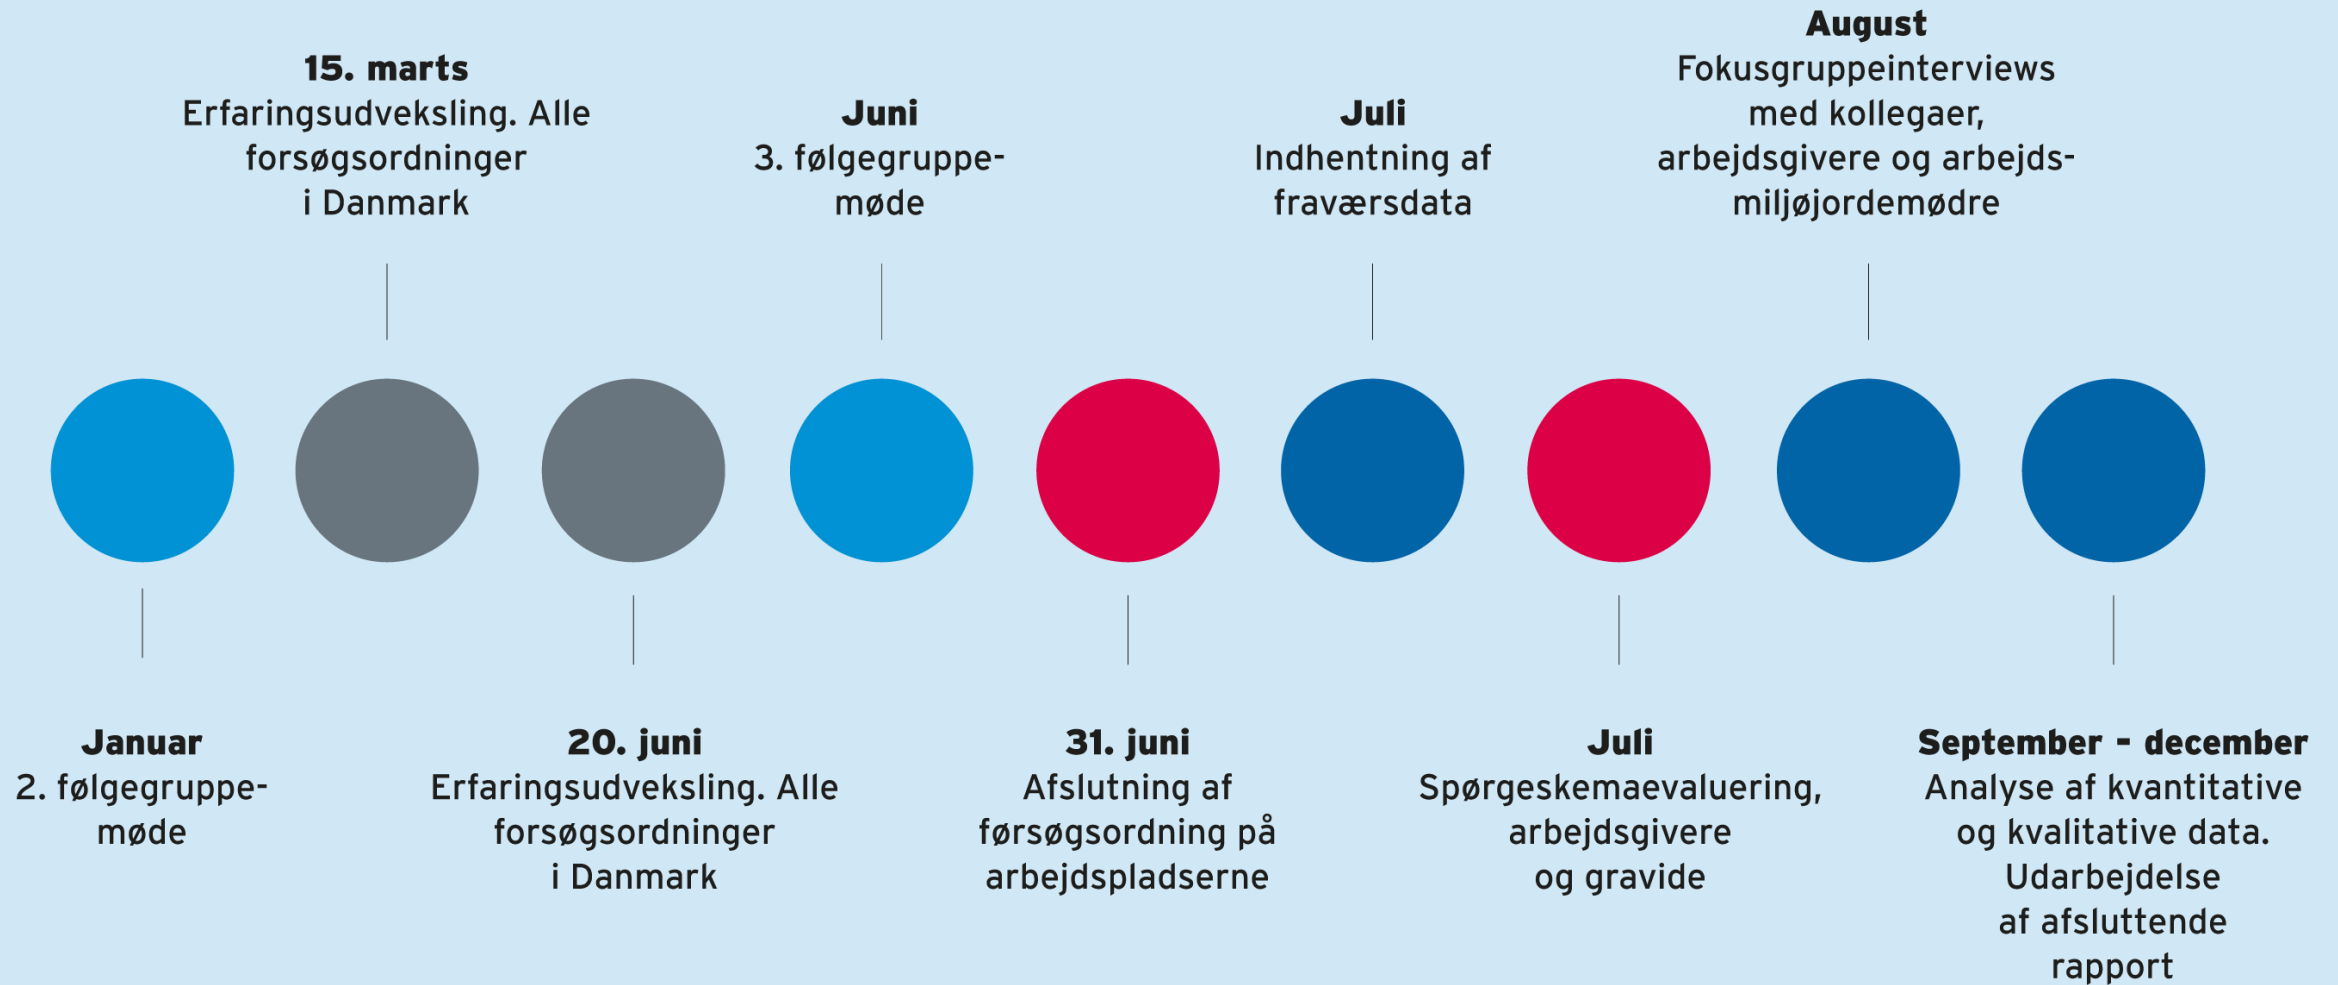 Januar
2. følgegruppe-
møde
15. marts
Erfaringsudveksling. Alle
forsøgsordninger
i Danmark
20. juni
Erfaringsudveksling. Alle
forsøgsordninger
i Danmark
Juni
3. følgegruppe-
møde
31. juni
Afslutning af
førsøgsordning på
arbejdspladserne
Juli
Indhentning af
fraværsdata
Juli
Spørgeskemaevaluering,
arbejdsgivere
og gravide
August
Fokusgruppeinterviews
med kollegaer,
arbejdsgivere og arbejds-
miljøjordemødre
September – december
Analyse af kvantitative
og kvalitative data.
Udarbejdelse
af afsluttende
rapport